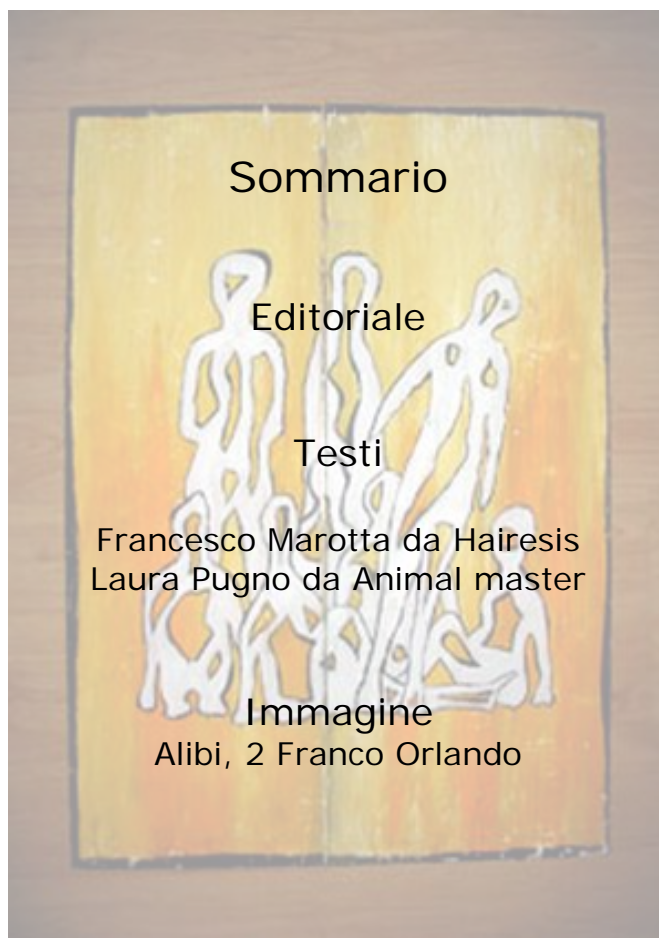 Sommario
Editoriale
Testi
Francesco Marotta da Hairesis
Laura Pugno da Animal master
Immagine
Alibi, 2 Franco Orlando